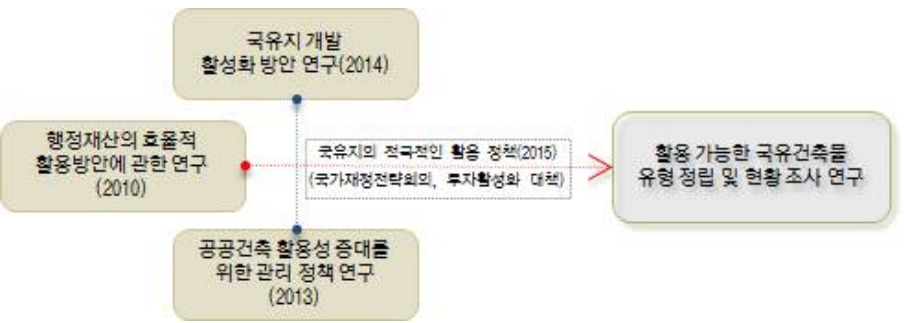 국유지 개발
활성화 방안 연구(2014)
행정재산의 효율적
활용방안에 관한 연구
(2010)
국유지의 적극적인 활용 정책(2015)
(국가재정전략회의, 투자활성화 대책)
활용 가능한 국유건축물
유형 정립 및 현황 조사 연구
공공건축 활용성 증대를
위한 관리 정책 연구
(2013)